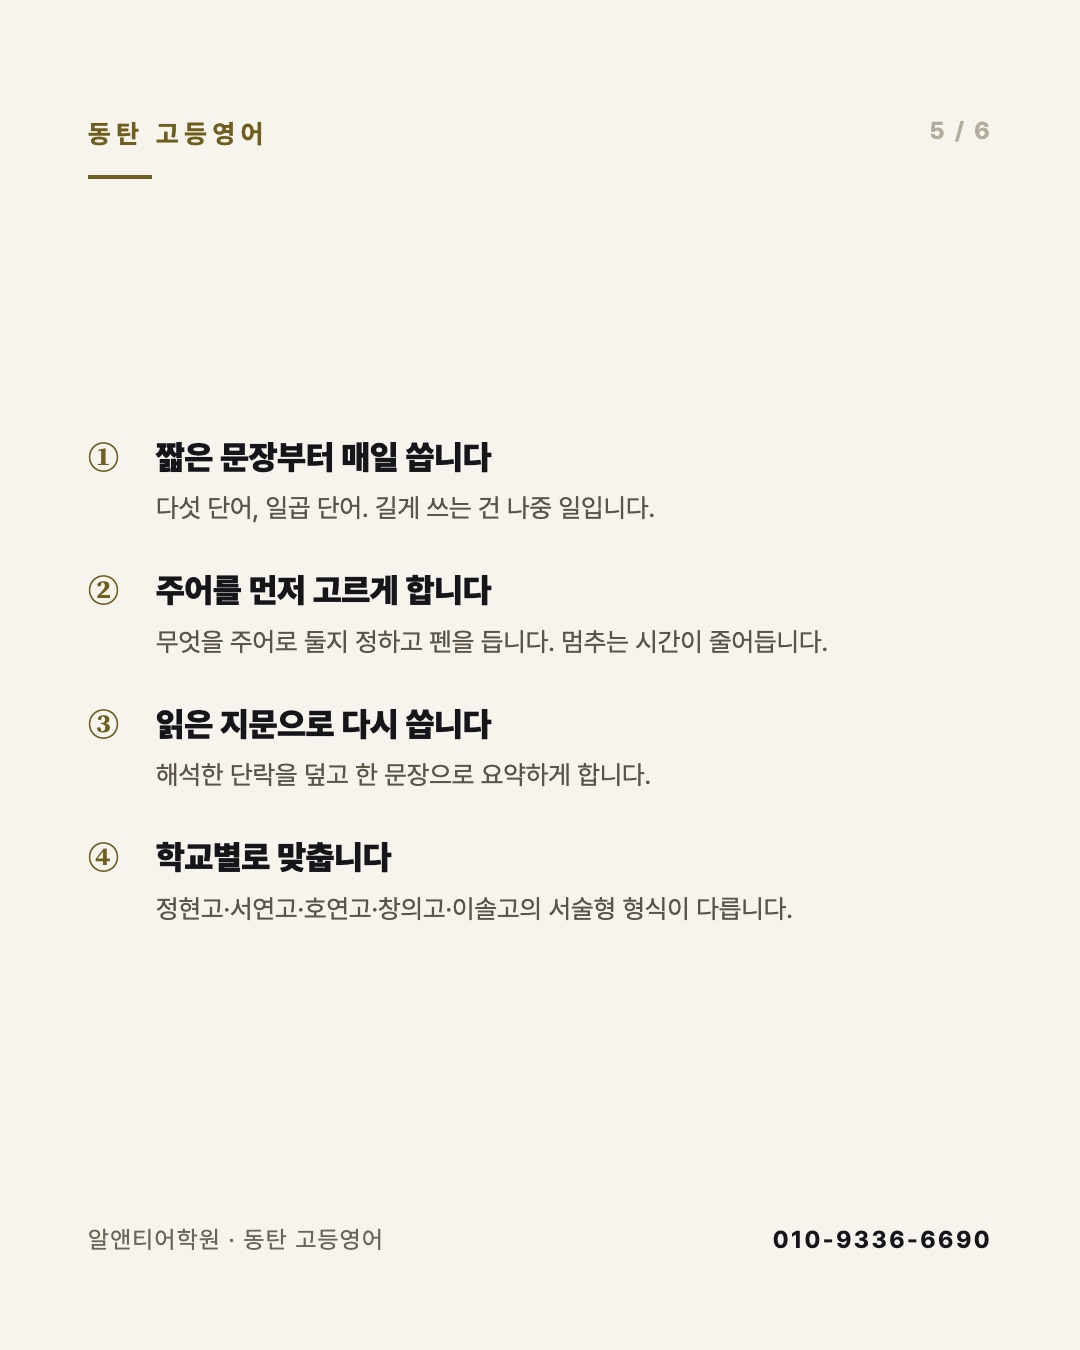 동탄 고등영어
5 / 6
① 짧은 문장부터 매일 씁니다
다섯 단어, 일곱 단어. 길게 쓰는 건 나중 일입니다.
② 주어를 먼저 고르게 합니다
무엇을 주어로 둘지 정하고 펜을 듭니다. 멈추는 시간이 줄어듭니다.
③ 읽은 지문으로 다시 씁니다
해석한 단락을 덮고 한 문장으로 요약하게 합니다.
④ 학교별로 맞춥니다
정현고·서연고·호연고·창의고·이솔고의 서술형 형식이 다릅니다.
알앤티어학원 · 동탄 고등영어
010-9336-6690